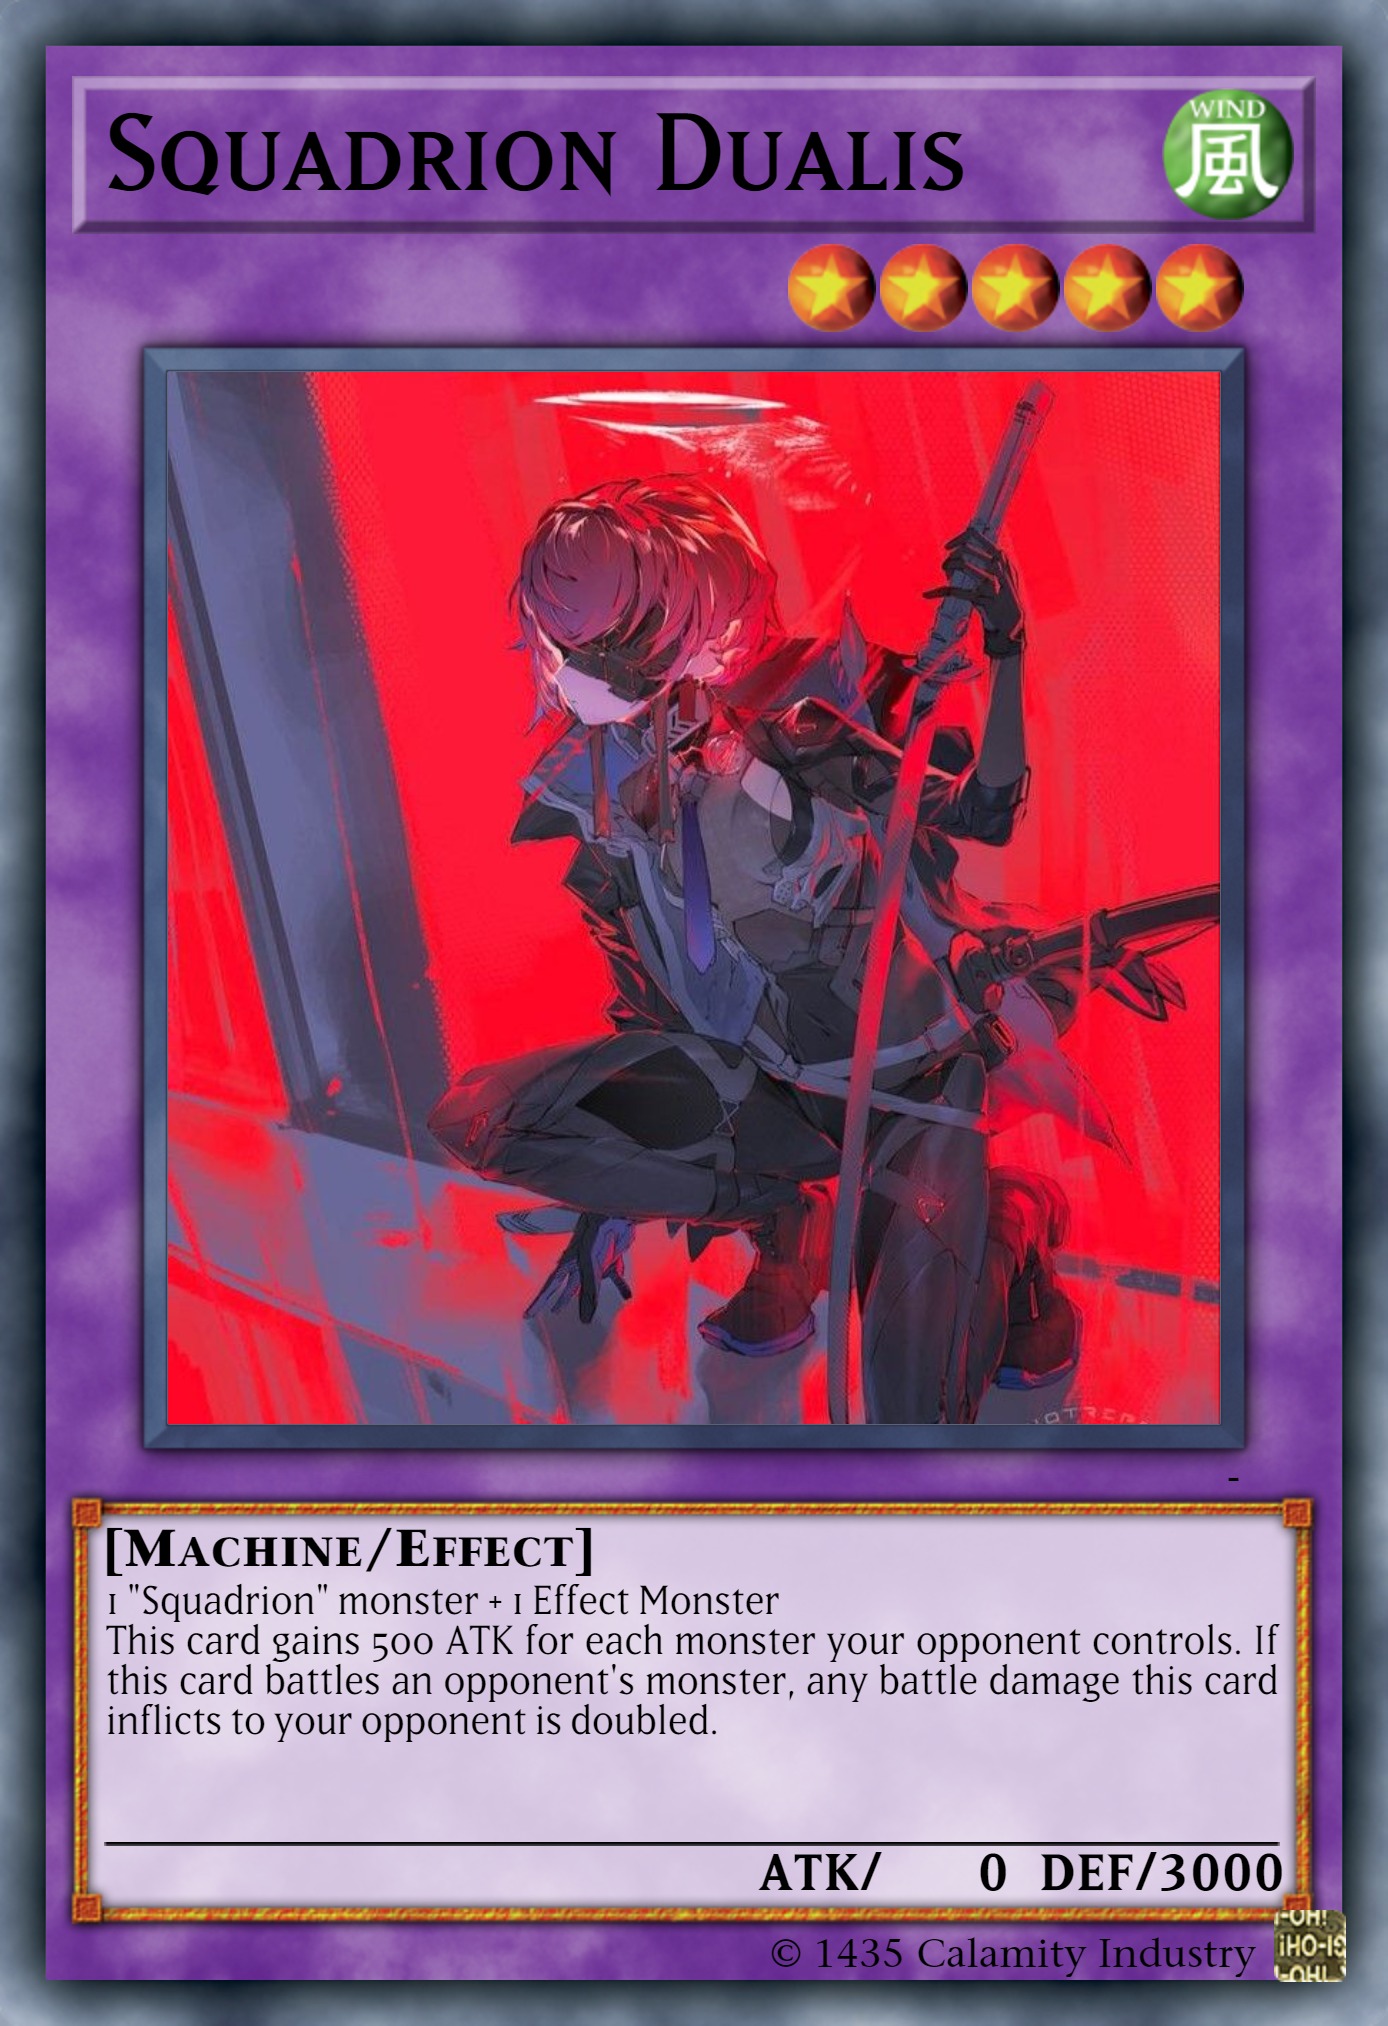 Squadrion Dualis
WIND
風
-
[Machine/Effect]
1 "Squadrion" monster + 1 Effect Monster
This card gains 500 ATK for each monster your opponent controls. If
this card battles an opponent's monster, any battle damage this card
inflicts to your opponent is doubled.
ATK/ 0 DEF/3000
© 1435 Calamity Industry